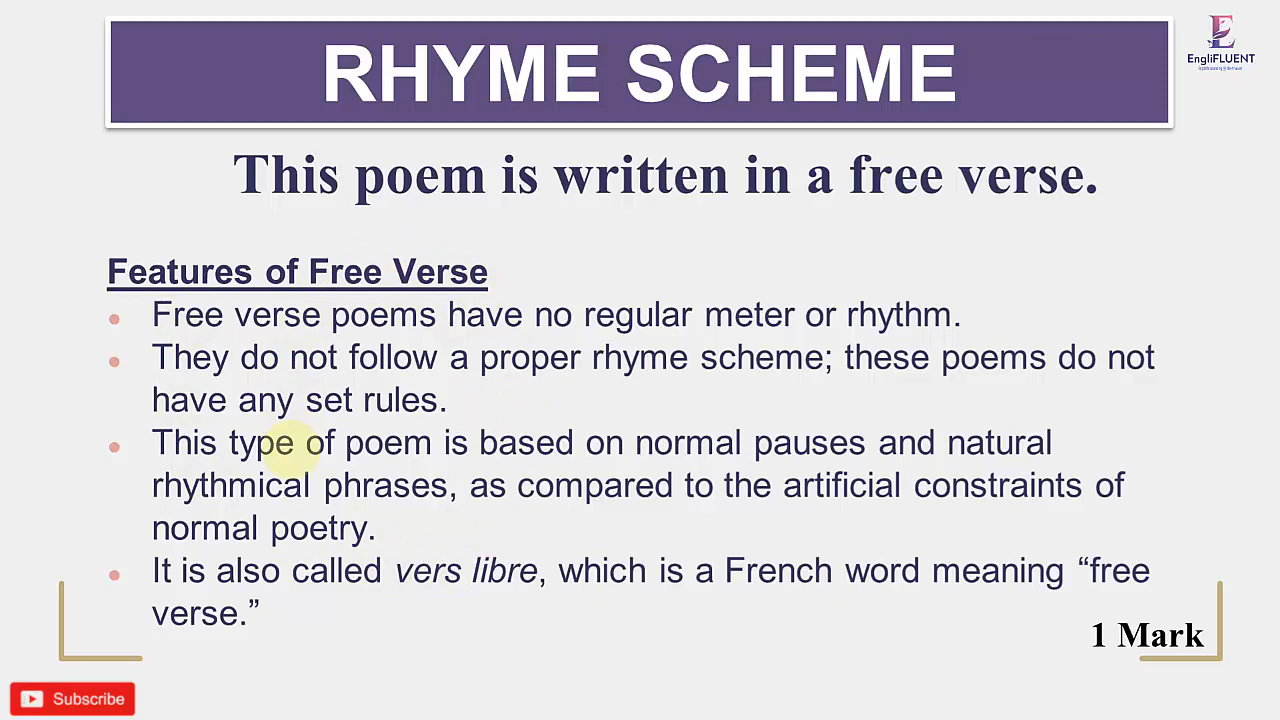 RHYME SCHEME
EngliFLUENT
This poem is written in a free verse.
Features of Free Verse
Free verse poems have no regular meter or rhythm.
They do not follow a proper rhyme scheme; these poems do not
have any set rules.
This type of poem is based on normal pauses and natural
rhythmical phrases, as compared to the artificial constraints of
normal poetry.
It is also called vers libre, which is a French word meaning “free
verse.”
1 Mark
Subscribe